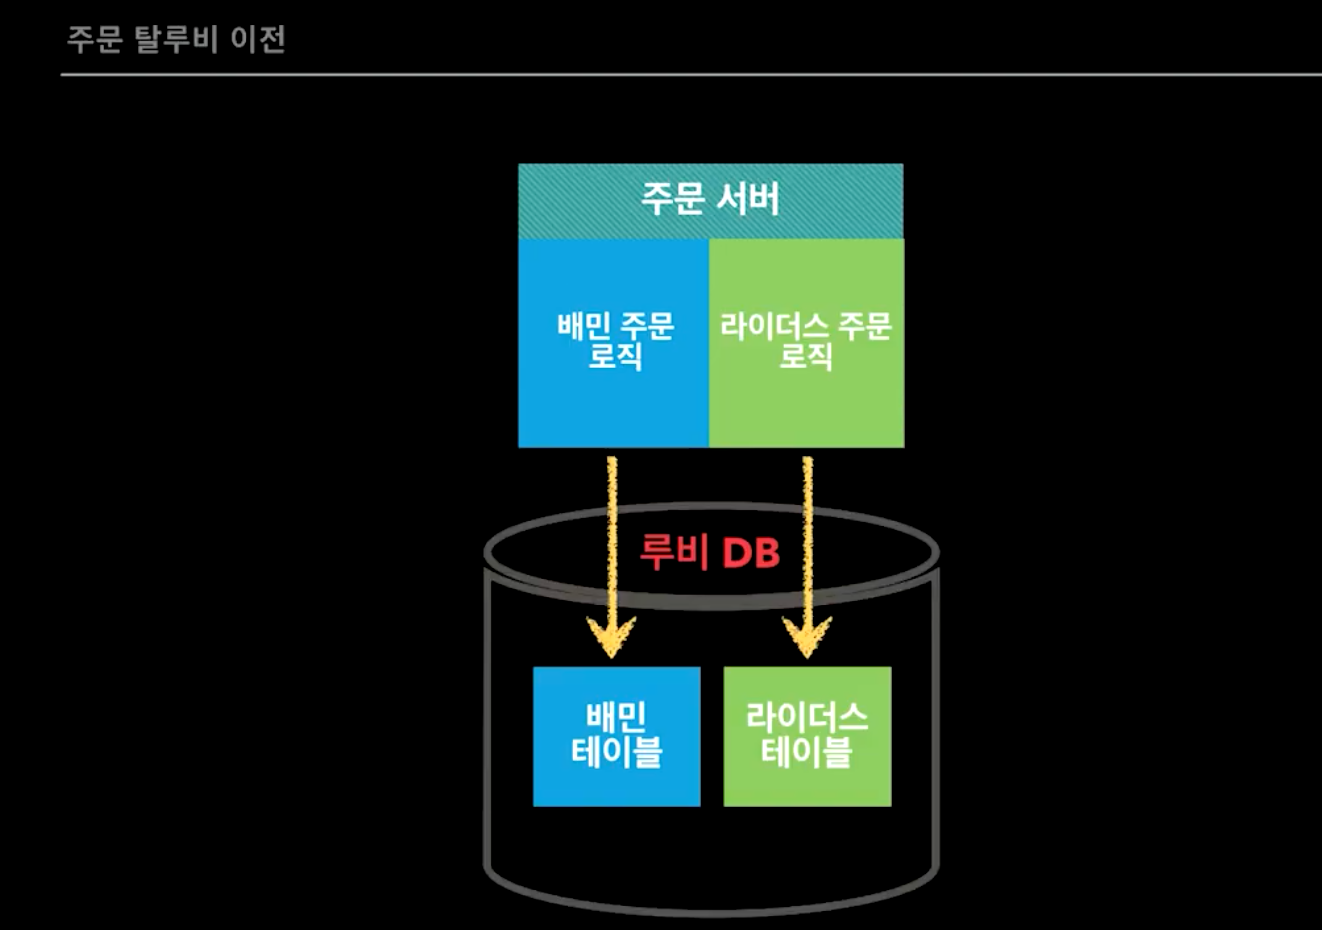 주문 탈루비 이전
주문 서버
배민 주문
로직
라이더스 주문
로직
루비 DB
배민
테이블
라이더스
테이블